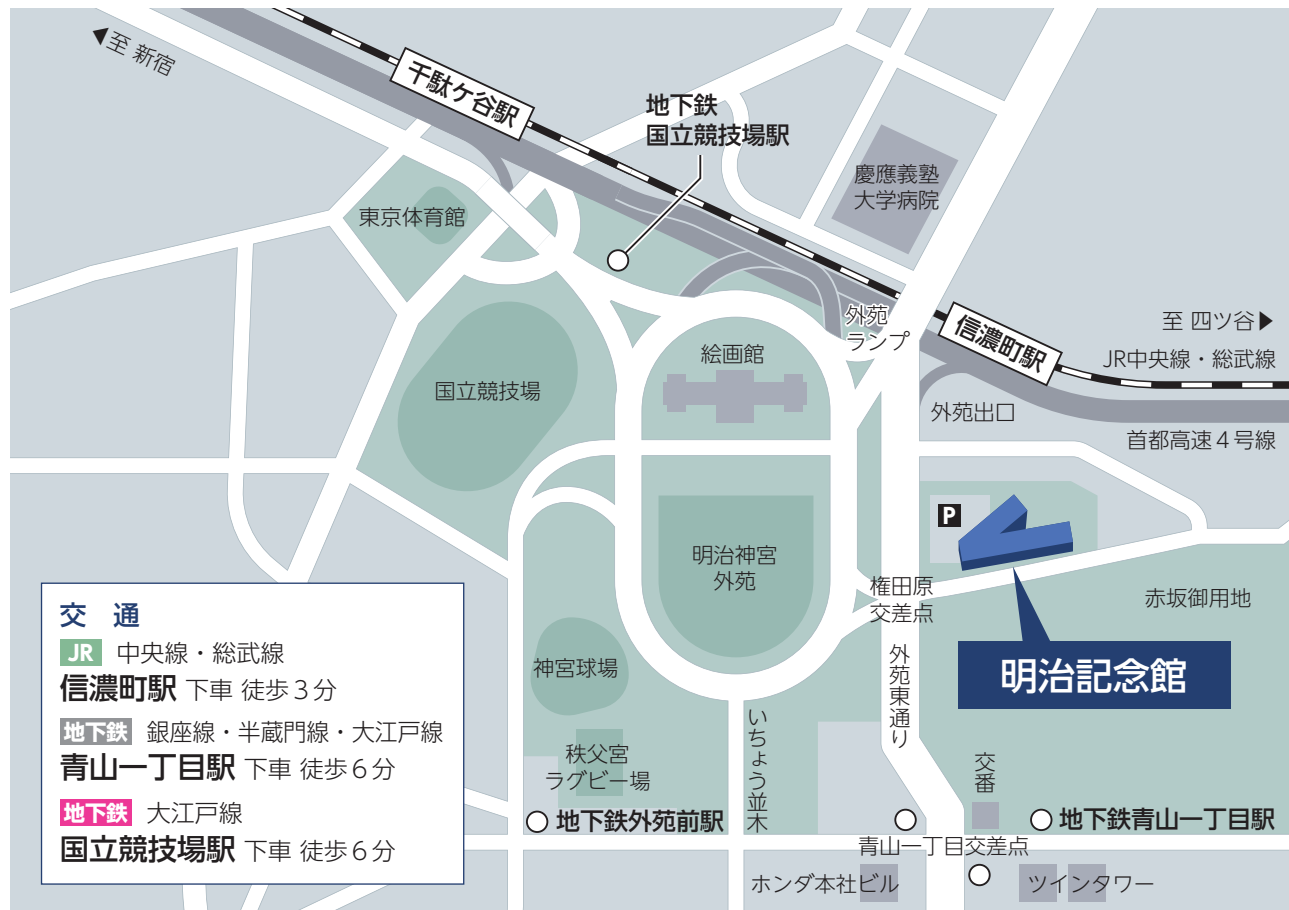 ◀至 新宿
千駄ケ谷駅
地下鉄
国立競技場駅
慶應義塾
大学病院
東京体育館
外苑
ランプ
信濃町駅
至 四ツ谷▶
JR中央線・総武線
絵画館
国立競技場
外苑出口
首都高速4号線
P
明治神宮
外苑
権田原
交差点
赤坂御用地
明治記念館
外苑東通り
神宮球場
いちょう並木
秩父宮
ラグビー場
交番
地下鉄外苑前駅
地下鉄青山一丁目駅
青山一丁目交差点
ホンダ本社ビル
ツインタワー
交　通
JR 中央線・総武線
信濃町駅 下車 徒歩3分
地下鉄 銀座線・半蔵門線・大江戸線
青山一丁目駅 下車 徒歩6分
地下鉄 大江戸線
国立競技場駅 下車 徒歩6分